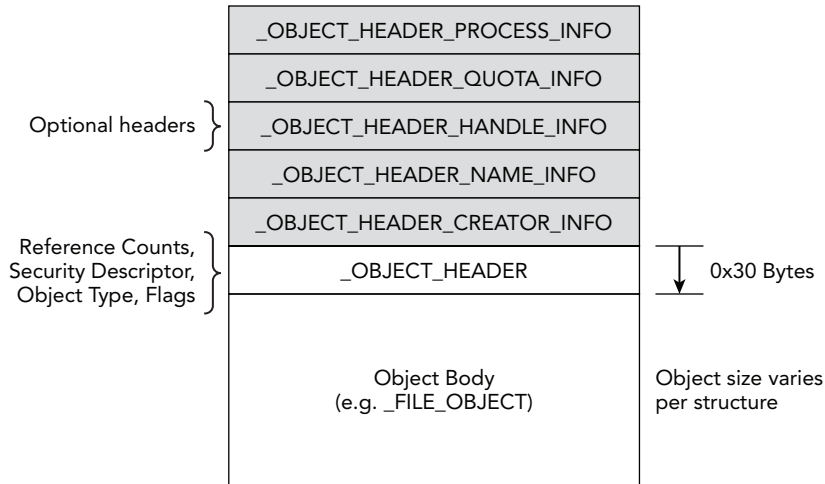 _OBJECT_HEADER_PROCESS_INFO
_OBJECT_HEADER_QUOTA_INFO
Optional headers
_OBJECT_HEADER_HANDLE_INFO
_OBJECT_HEADER_NAME_INFO
_OBJECT_HEADER_CREATOR_INFO
Reference Counts,
Security Descriptor,
Object Type, Flags
_OBJECT_HEADER
0x30 Bytes
Object Body
(e.g. _FILE_OBJECT)
Object size varies
per structure